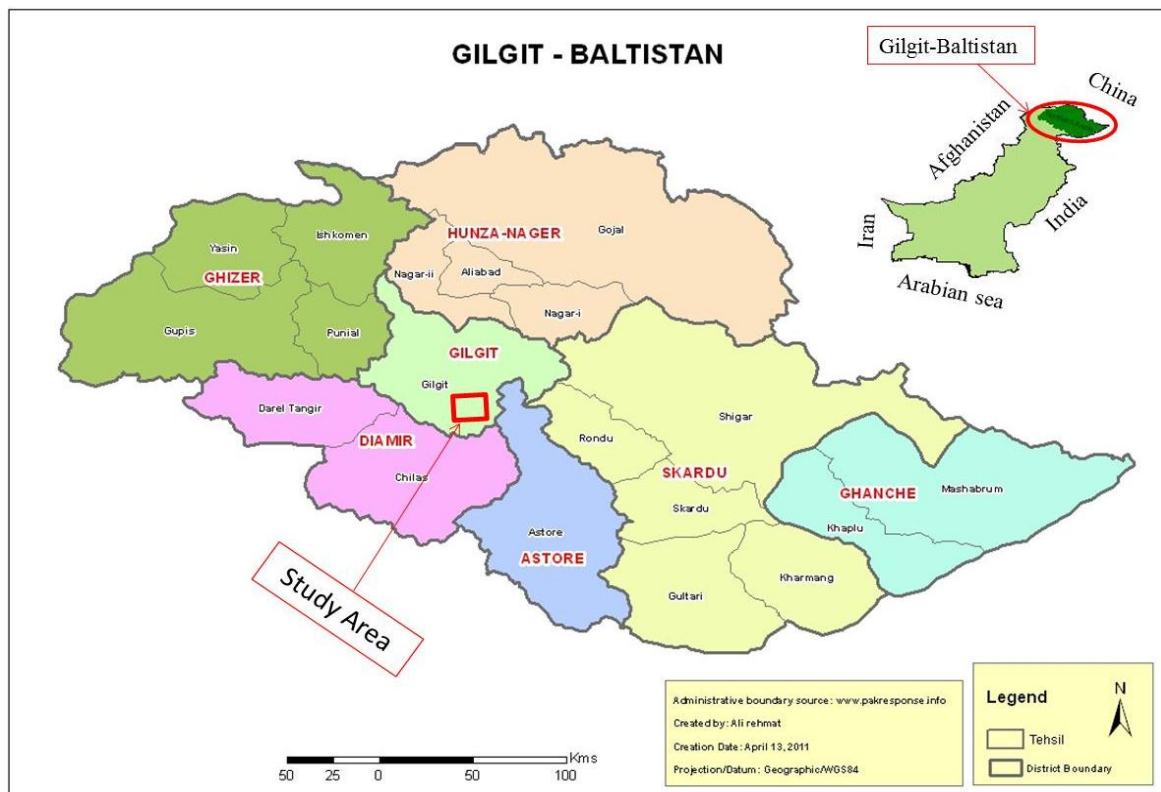 GILGIT - BALTISTAN
Gilgit-Baltistan
China
Afghanistan
Iran
India
Arabian sea
Ishkomen
Yasin
GHIZER
Gupis
Punial
HUNZA-NAGER
Gojal
Nagar-ii
Aliabad
Nagar-i
GILGIT
Gilgit
Darel Tangir
DIAMIR
Chilas
Shigar
Rondu
SKARDU
Skardu
GHANCHE
Mashabrum
Khaplu
Astore
ASTORE
Gultari
Kharmang
Study Area
Administrative boundary source: www.pakresponse.info
Created by: Ali rehmat
Creation Date: April 13, 2011
Projection/Datum: Geographic/WGS84
Legend
N
Tehsil
District Boundary
Kms
50 25 0 50 100